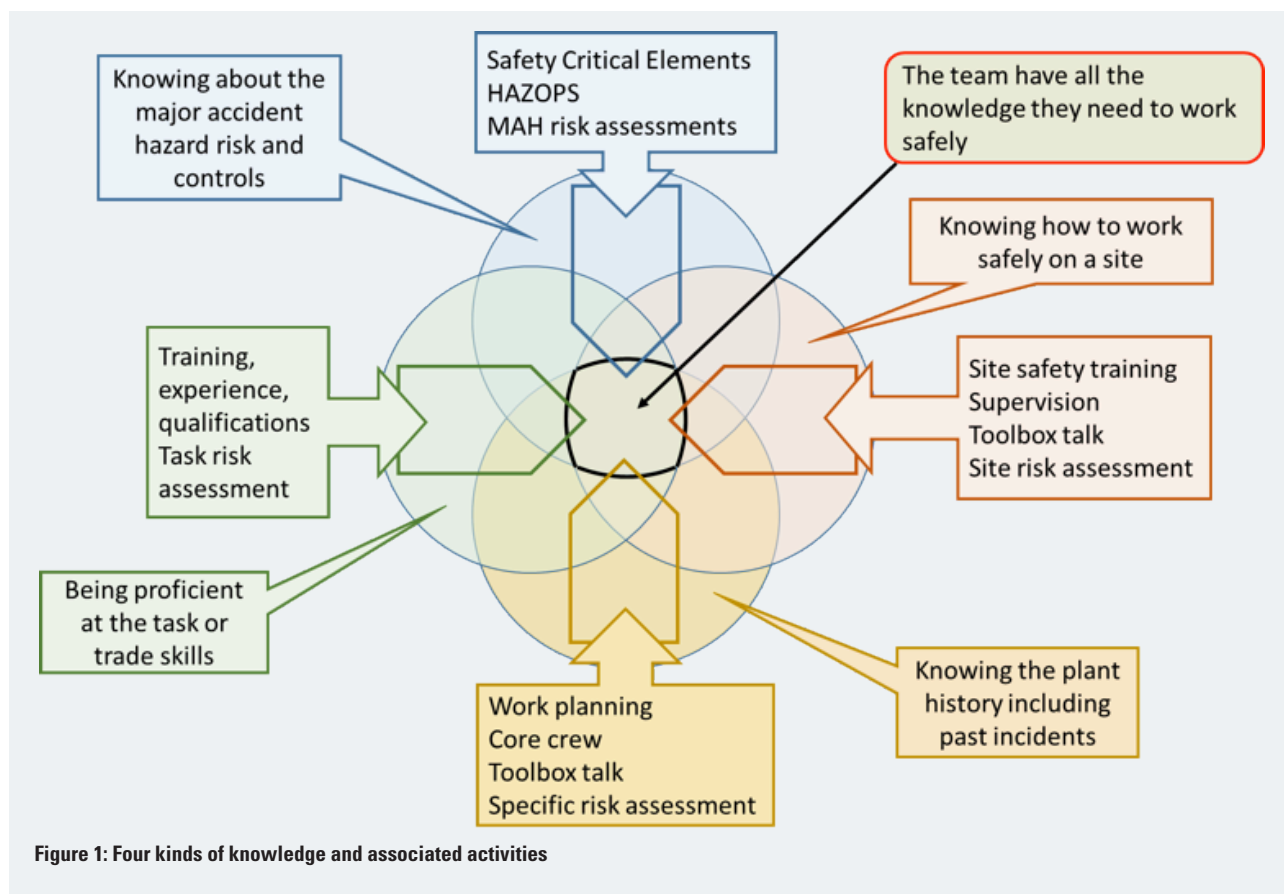 Knowing about the
major accident
hazard risk and
controls
Safety Critical Elements
HAZOPS
MAH risk assessments
The team have all the
knowledge they need to work
safely
Knowing how to work
safely on a site
Training,
experience,
qualifications
Task risk
assessment
Site safety training
Supervision
Toolbox talk
Site risk assessment
Being proficient
at the task or
trade skills
Work planning
Core crew
Toolbox talk
Specific risk assessment
Knowing the plant
history including
past incidents
Figure 1: Four kinds of knowledge and associated activities